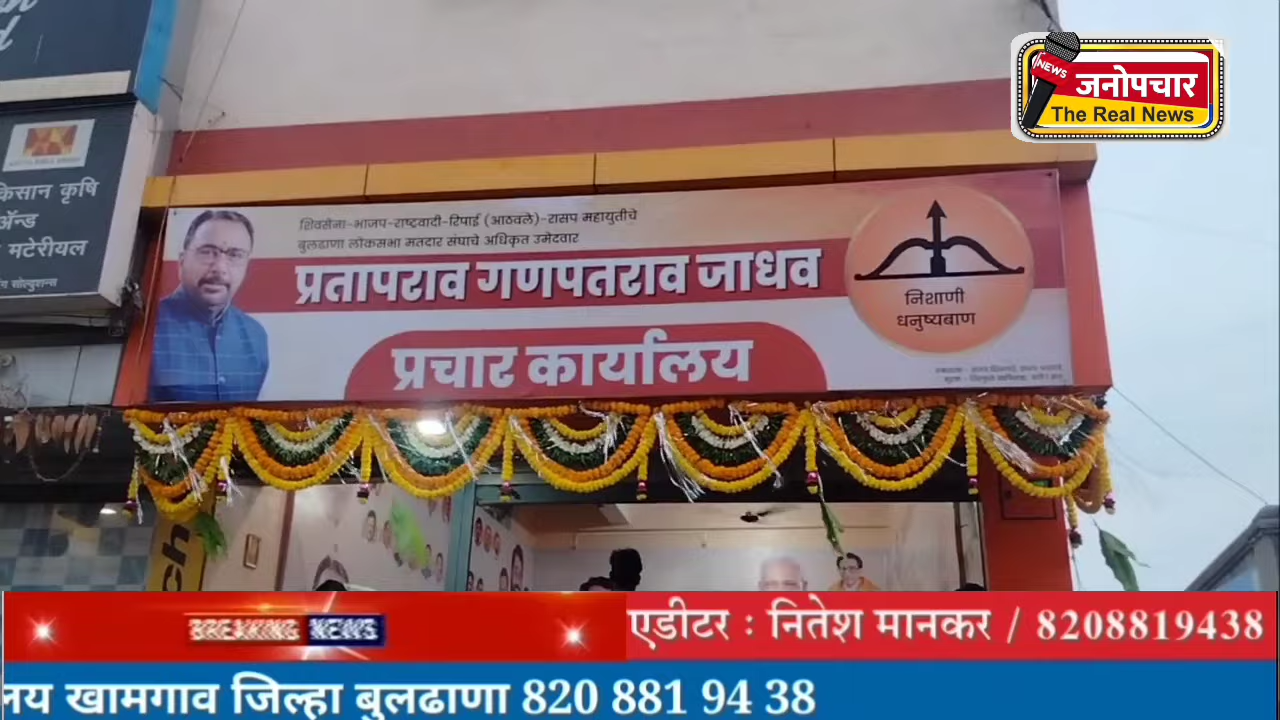 NEWS
जनोपचार
The Real News
किसान कृषि
ॲन्ड
मटेरीयल
शिवसेना-भाजप-राष्ट्रवादी-रिपाई (आठवले)-रासप महायुतीचे
बुलढाणा लोकसभा मतदार संघाचे अधिकृत उमेदवार
प्रतापराव गणपतराव जाधव
निशाणी
धनुष्यबाण
प्रचार कार्यालय
BREAKING NEWS
एडीटर : नितेश मानकर / 8208819438
लय खामगाव जिल्हा बुलढाणा 820 881 94 38